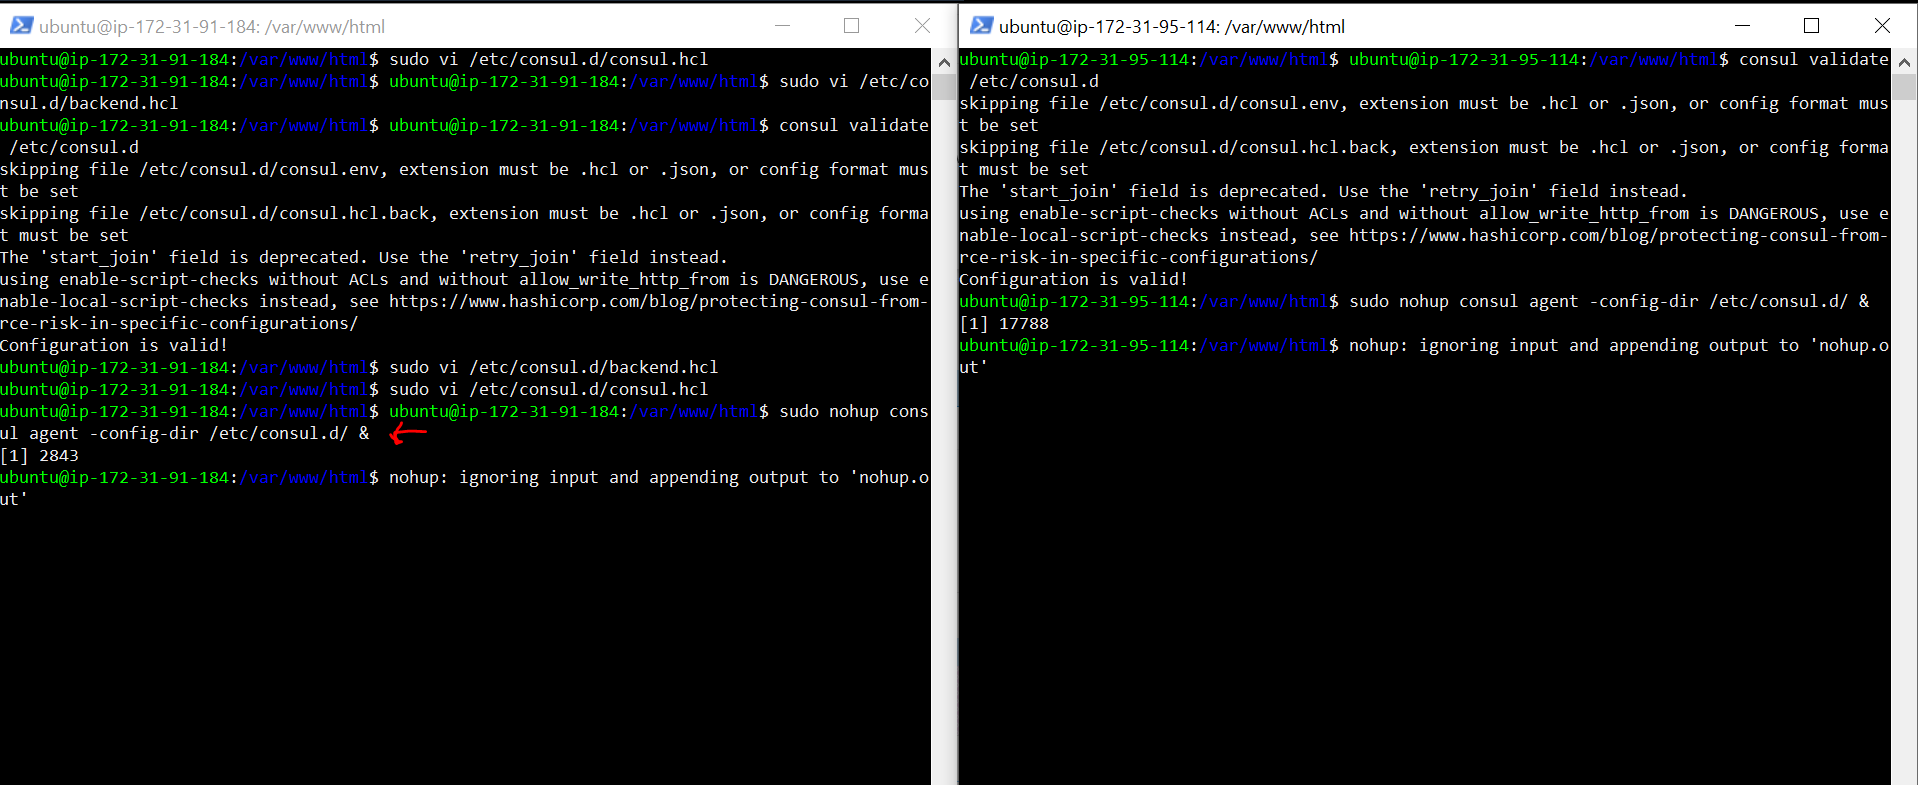 ubuntu@ip-172-31-91-184: /var/www/html
ubuntu@ip-172-31-91-184:/var/www/html$ sudo vi /etc/consul.d/consul.hcl
ubuntu@ip-172-31-91-184:/var/www/html$ ubuntu@ip-172-31-91-184:/var/www/html$ sudo vi /etc/co
nsul.d/backend.hcl
ubuntu@ip-172-31-91-184:/var/www/html$ ubuntu@ip-172-31-91-184:/var/www/html$ consul validate
 /etc/consul.d
skipping file /etc/consul.d/consul.env, extension must be .hcl or .json, or config format mus
t be set
skipping file /etc/consul.d/consul.hcl.back, extension must be .hcl or .json, or config forma
t must be set
The 'start_join' field is deprecated. Use the 'retry_join' field instead.
using enable-script-checks without ACLs and without allow_write_http_from is DANGEROUS, use e
nable-local-script-checks instead, see https://www.hashicorp.com/blog/protecting-consul-from-
rce-risk-in-specific-configurations/
Configuration is valid!
ubuntu@ip-172-31-91-184:/var/www/html$ sudo vi /etc/consul.d/backend.hcl
ubuntu@ip-172-31-91-184:/var/www/html$ sudo vi /etc/consul.d/consul.hcl
ubuntu@ip-172-31-91-184:/var/www/html$ ubuntu@ip-172-31-91-184:/var/www/html$ sudo nohup cons
ul agent -config-dir /etc/consul.d/ &
[1] 2843
ubuntu@ip-172-31-91-184:/var/www/html$ nohup: ignoring input and appending output to 'nohup.o
ut'
ubuntu@ip-172-31-95-114: /var/www/html
ubuntu@ip-172-31-95-114:/var/www/html$ ubuntu@ip-172-31-95-114:/var/www/html$ consul validate
 /etc/consul.d
skipping file /etc/consul.d/consul.env, extension must be .hcl or .json, or config format mus
t be set
skipping file /etc/consul.d/consul.hcl.back, extension must be .hcl or .json, or config forma
t must be set
The 'start_join' field is deprecated. Use the 'retry_join' field instead.
using enable-script-checks without ACLs and without allow_write_http_from is DANGEROUS, use e
nable-local-script-checks instead, see https://www.hashicorp.com/blog/protecting-consul-from-
rce-risk-in-specific-configurations/
Configuration is valid!
ubuntu@ip-172-31-95-114:/var/www/html$ sudo nohup consul agent -config-dir /etc/consul.d/ &
[1] 17788
ubuntu@ip-172-31-95-114:/var/www/html$ nohup: ignoring input and appending output to 'nohup.o
ut'